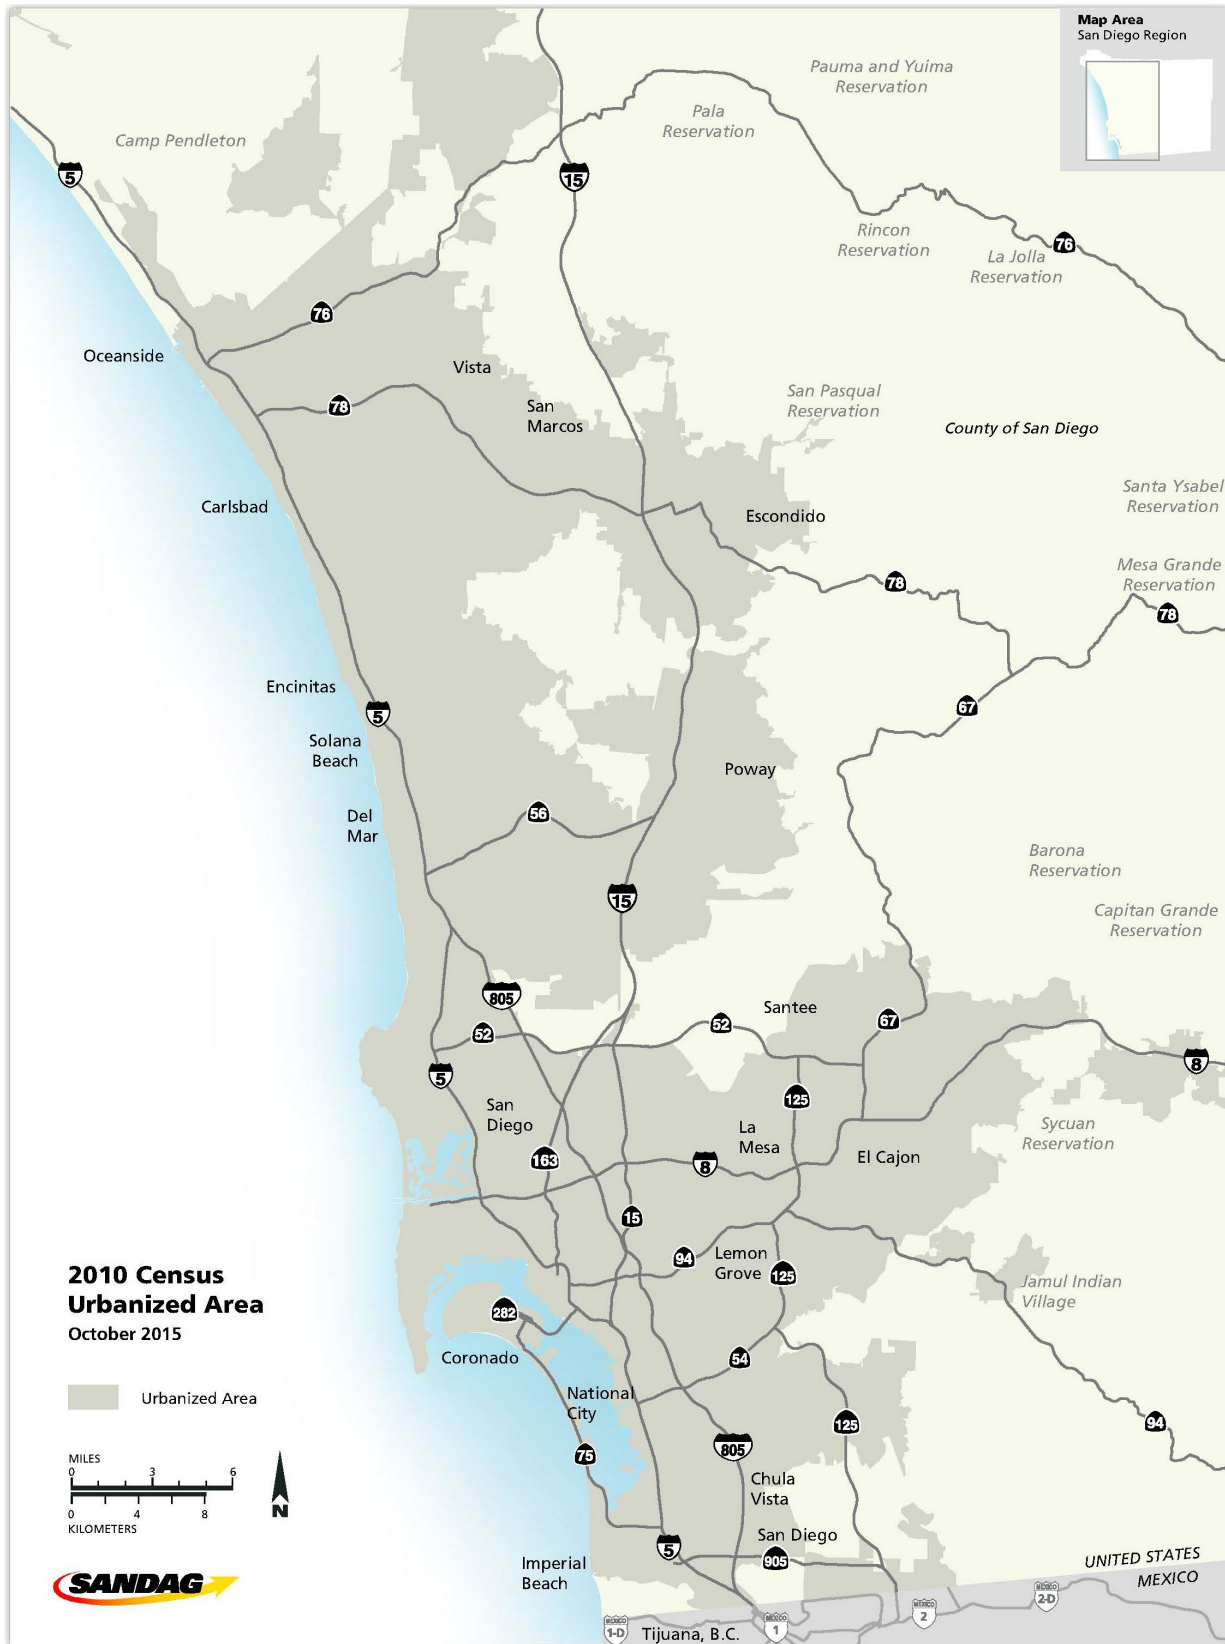 Map Area
San Diego Region
Pauma and Yuima
Reservation
Pala
Reservation
Camp Pendleton
5
15
Rincon
Reservation
76
La Jolla
Reservation
76
Oceanside
Vista
San Pasqual
Reservation
78
San
Marcos
County of San Diego
Santa Ysabel
Reservation
Carlsbad
Escondido
Mesa Grande
Reservation
78
78
Encinitas
67
5
Solana
Beach
Poway
56
Del
Mar
Barona
Reservation
15
Capitan Grande
Reservation
805
Santee
52
52
67
8
5
125
San
Diego
La
Mesa
Sycuan
Reservation
163
8
El Cajon
15
94
Lemon
Grove
125
2010 Census
Urbanized Area
October 2015
Jamul Indian
Village
282
Coronado
54
Urbanized Area
National
City
125
94
805
75
MILES
0 3 6
0 4 8
KILOMETERS
N
Chula
Vista
San Diego
5
905
Imperial
Beach
UNITED STATES
MEXICO
SANDAG
MEXICO
2-D
MEXICO
2
MEXICO
1
MEXICO
1-D
Tijuana, B.C.